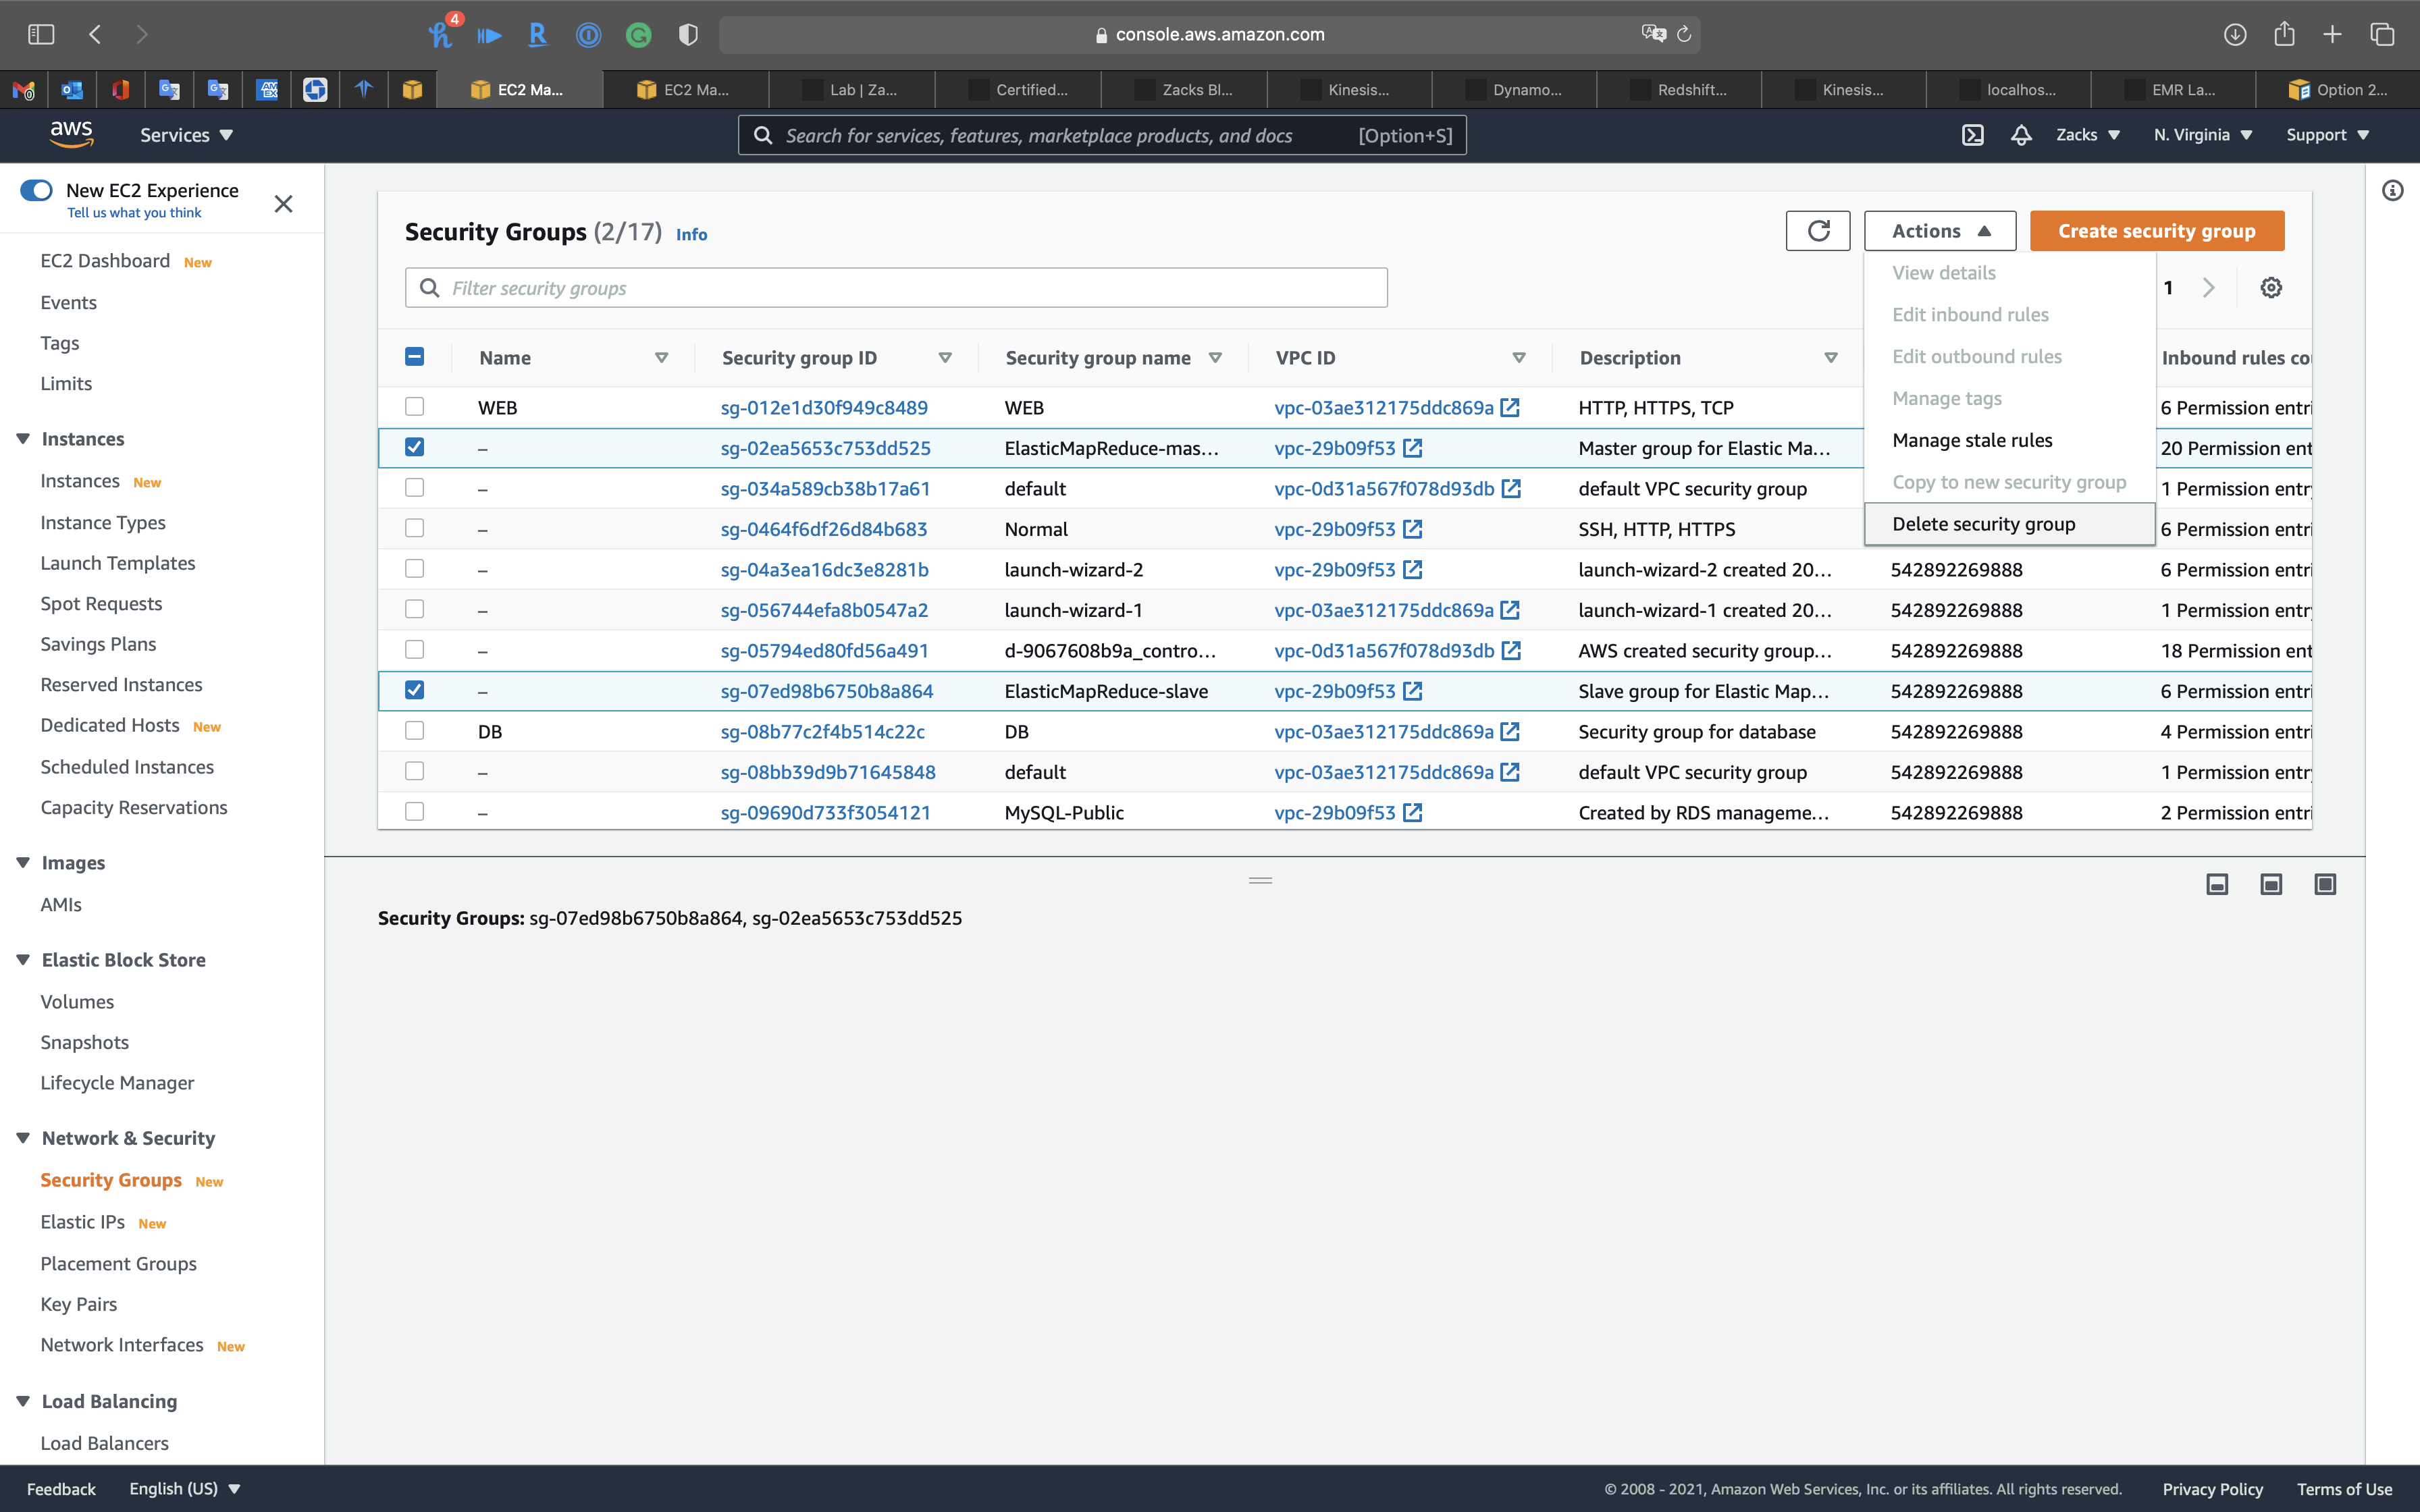 4
console.aws.amazon.com
EC2 Ma...
EC2 Ma...
Lab | Za...
Certified...
Zacks Bl...
Kinesis...
Dynamo...
Redshift...
Kinesis...
localhos...
EMR La...
Option 2...
aws
Services
Search for services, features, marketplace products, and docs [Option+S]
Zacks
N. Virginia
Support
New EC2 Experience
Tell us what you think
EC2 Dashboard New
Events
Tags
Limits
Instances
Instances New
Instance Types
Launch Templates
Spot Requests
Savings Plans
Reserved Instances
Dedicated Hosts New
Scheduled Instances
Capacity Reservations
Images
AMIs
Elastic Block Store
Volumes
Snapshots
Lifecycle Manager
Network & Security
Security Groups New
Elastic IPs New
Placement Groups
Key Pairs
Network Interfaces New
Load Balancing
Load Balancers
Security Groups (2/17) Info
Actions
Create security group
Filter security groups
1
View details
Edit inbound rules
Edit outbound rules
Manage tags
Manage stale rules
Copy to new security group
Delete security group
Name Security group ID Security group name VPC ID Description Inbound rules
WEB sg-012e1d30f949c8489 WEB vpc-03ae312175ddc869a HTTP, HTTPS, TCP 6 Permission
– sg-02ea5653c753dd525 ElasticMapReduce-mas... vpc-29b09f53 Master group for Elastic Ma... 20 Permission
– sg-034a589cb38b17a61 default vpc-0d31a567f078d93db default VPC security group 1 Permission
– sg-0464f6df26d84b683 Normal vpc-29b09f53 SSH, HTTP, HTTPS 6 Permission
– sg-04a3ea16dc3e8281b launch-wizard-2 vpc-29b09f53 launch-wizard-2 created 20... 542892269888 6 Permission
– sg-056744efa8b0547a2 launch-wizard-1 vpc-03ae312175ddc869a launch-wizard-1 created 20... 542892269888 1 Permission
– sg-05794ed80fd56a491 d-9067608b9a_contro... vpc-0d31a567f078d93db AWS created security group... 542892269888 18 Permission
– sg-07ed98b6750b8a864 ElasticMapReduce-slave vpc-29b09f53 Slave group for Elastic Map... 542892269888 6 Permission
DB sg-08b77c2f4b514c22c DB vpc-03ae312175ddc869a Security group for database 542892269888 4 Permission
– sg-08bb39d9b71645848 default vpc-03ae312175ddc869a default VPC security group 542892269888 1 Permission
– sg-09690d733f3054121 MySQL-Public vpc-29b09f53 Created by RDS manageme... 542892269888 2 Permission
Security Groups: sg-07ed98b6750b8a864, sg-02ea5653c753dd525
Feedback
English (US)
© 2008 - 2021, Amazon Web Services, Inc. or its affiliates. All rights reserved.
Privacy Policy
Terms of Use